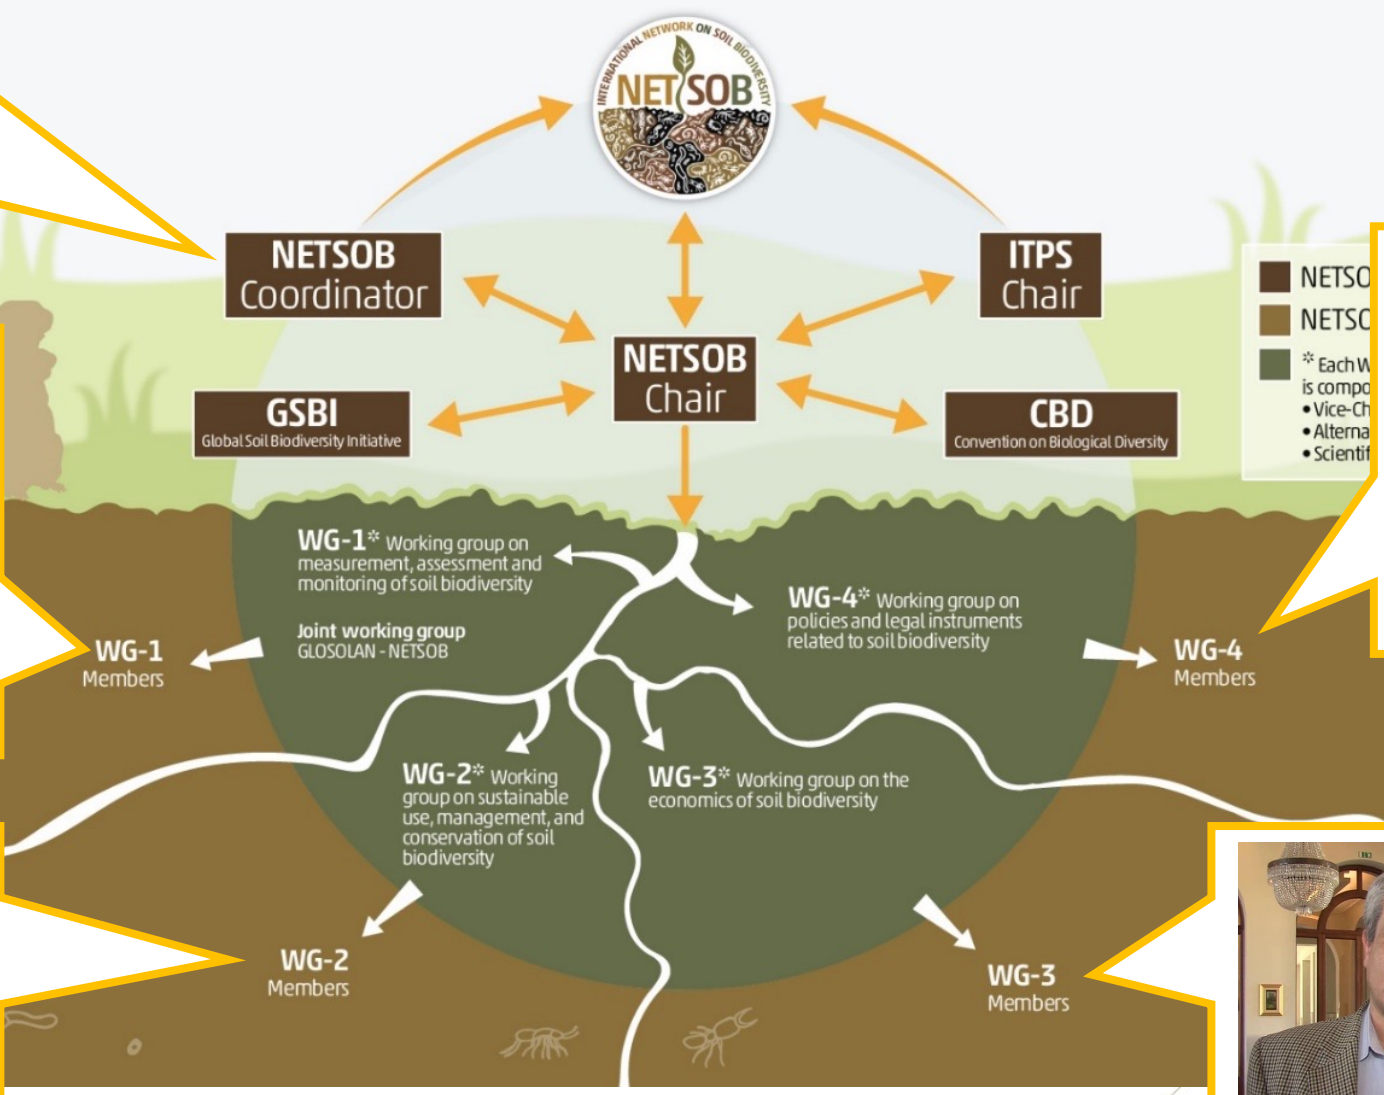 INTERNATIONAL NETWORK ON SOIL BIODIVERSITY
NETSOB
NETSOB
Coordinator
ITPS
Chair
NETSOB
Chair
GSBI
Global Soil Biodiversity Initiative
CBD
Convention on Biological Diversity
* Each
is
• Vice-
WG-1* Working group on
measurement, assessment and
monitoring of soil biodiversity
Joint working group
GLOSOLAN - NETSOB
WG-4* Working group on
policies and legal instruments
related to soil biodiversity
WG-1
Members
WG-4
Members
WG-2* Working
group on sustainable
use, management, and
conservation of soil
biodiversity
WG-3* Working group on the
economics of soil biodiversity
WG-2
Members
WG-3
Members